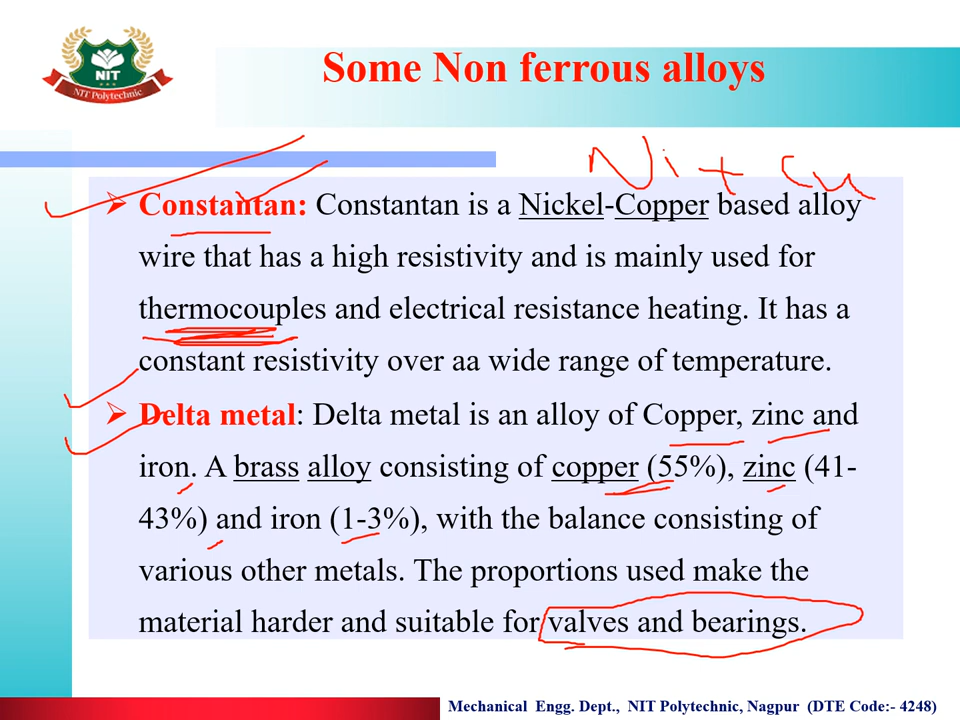 NIT
NIT Polytechnic
Some Non ferrous alloys
Ni + Cu
Constantan: Constantan is a Nickel-Copper based alloy
wire that has a high resistivity and is mainly used for
thermocouples and electrical resistance heating. It has a
constant resistivity over aa wide range of temperature.
Delta metal: Delta metal is an alloy of Copper, zinc and
iron. A brass alloy consisting of copper (55%), zinc (41-
43%) and iron (1-3%), with the balance consisting of
various other metals. The proportions used make the
material harder and suitable for valves and bearings.
Mechanical Engg. Dept., NIT Polytechnic, Nagpur (DTE Code:- 4248)